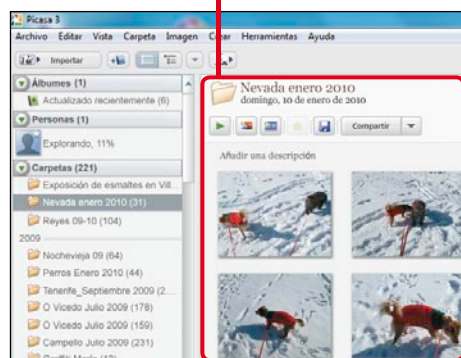 Picasa 3
Archivo Editar Vista Carpeta Imagen Crear Herramientas Ayuda
Importar
Álbumes (1)
Actualizado recientemente (6)
Personas (1)
Explorando, 11%
Carpetas (221)
Exposición de esmaltes en Vill...
Nevada enero 2010 (31)
Reyes 09-10 (104)
2009
Nochevieja 09 (64)
Perros Enero 2010 (44)
Tenerife_Septiembre 2009 (2...
O Vicedo Julio 2009 (178)
O Vicedo Julio 2009 (159)
Campello Julio 2009 (231)
Nevada enero 2010
domingo, 10 de enero de 2010
Compartir
Añadir una descripción